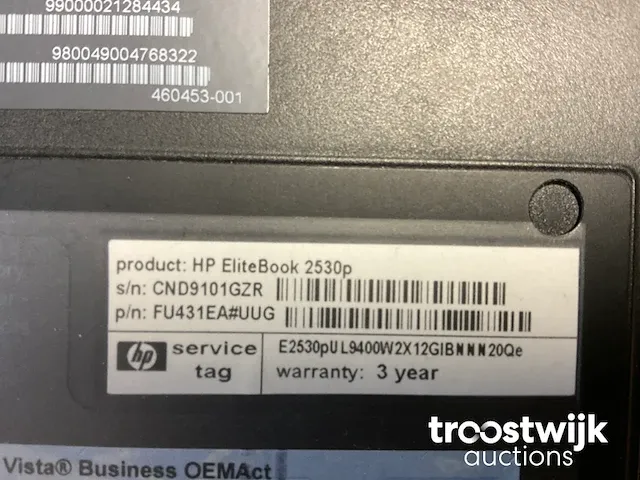 99000021284434
980049004768322
460453-001
product: HP EliteBook 2530p
s/n: CND9101GZR
p/n: FU431EA#UUG
hp service tag
E2530pUL9400W2X12GIBNNN20Qe
warranty: 3 year
Vista® Business OEMAct
troostwijk
auctions